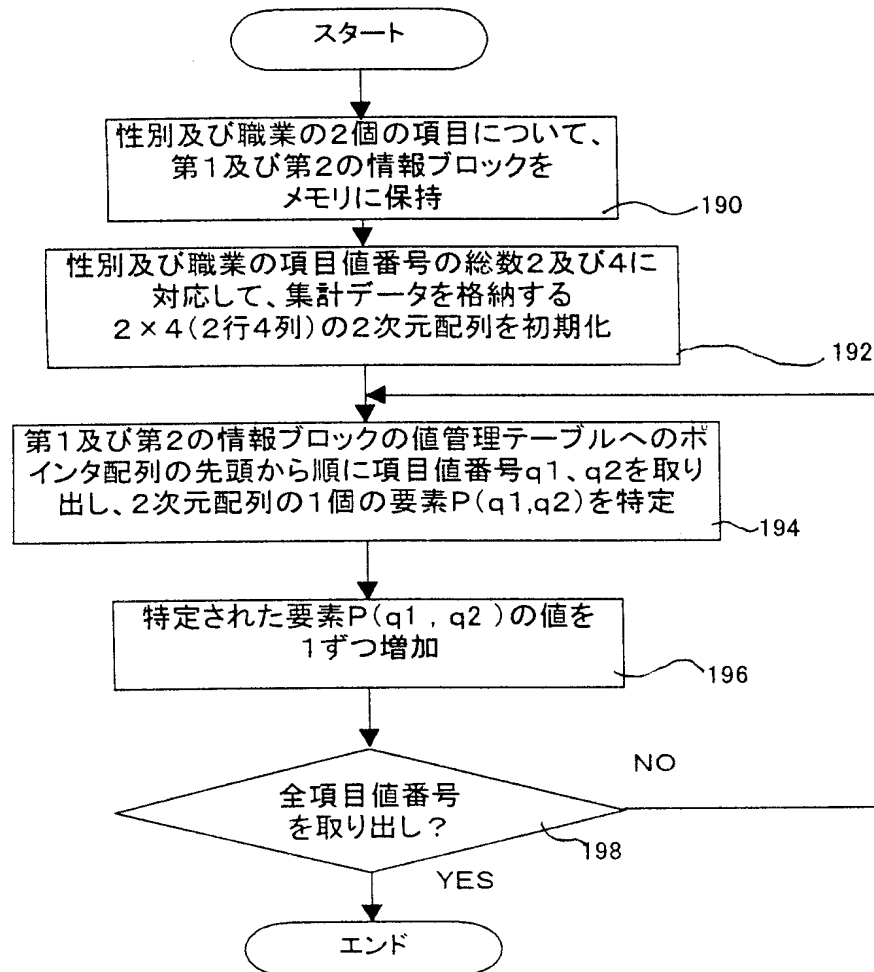 スタート
性別及び職業の2個の項目について、
第1及び第2の情報ブロックを
メモリに保持
190
性別及び職業の項目値番号の総数2及び4に
対応して、集計データを格納する
2×4(2行4列)の2次元配列を初期化
192
第1及び第2の情報ブロックの値管理テーブルへのポ
インタ配列の先頭から順に項目値番号q1、q2を取り
出し、2次元配列の1個の要素P(q1,q2)を特定
194
特定された要素P(q1 , q2 )の値を
1ずつ増加
196
全項目値番号
を取り出し?
NO
198
YES
エンド